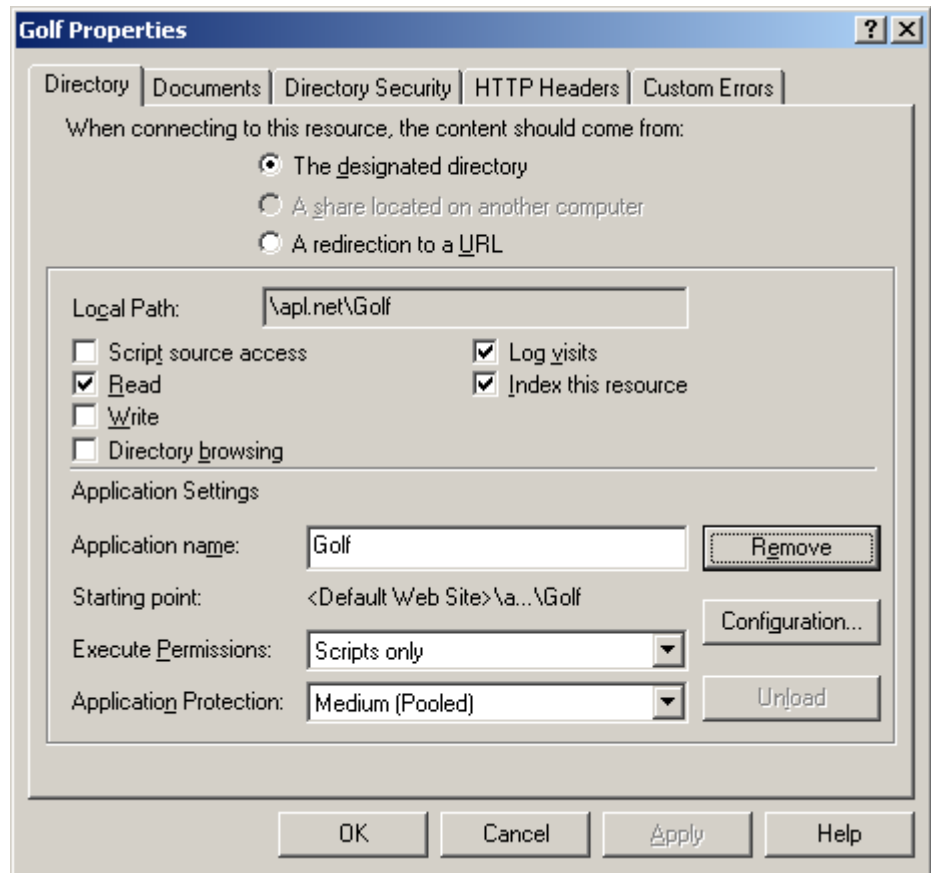 Golf Properties
Directory Documents Directory Security HTTP Headers Custom Errors
When connecting to this resource, the content should come from:
The designated directory
A share located on another computer
A redirection to a URL
Local Path: \apl.net\Golf
Script source access Log visits
Read Index this resource
Write
Directory browsing
Application Settings
Application name: Golf Remove
Starting point: <Default Web Site>\a...\Golf
Configuration...
Execute Permissions: Scripts only
Application Protection: Medium (Pooled) Unload
OK Cancel Apply Help